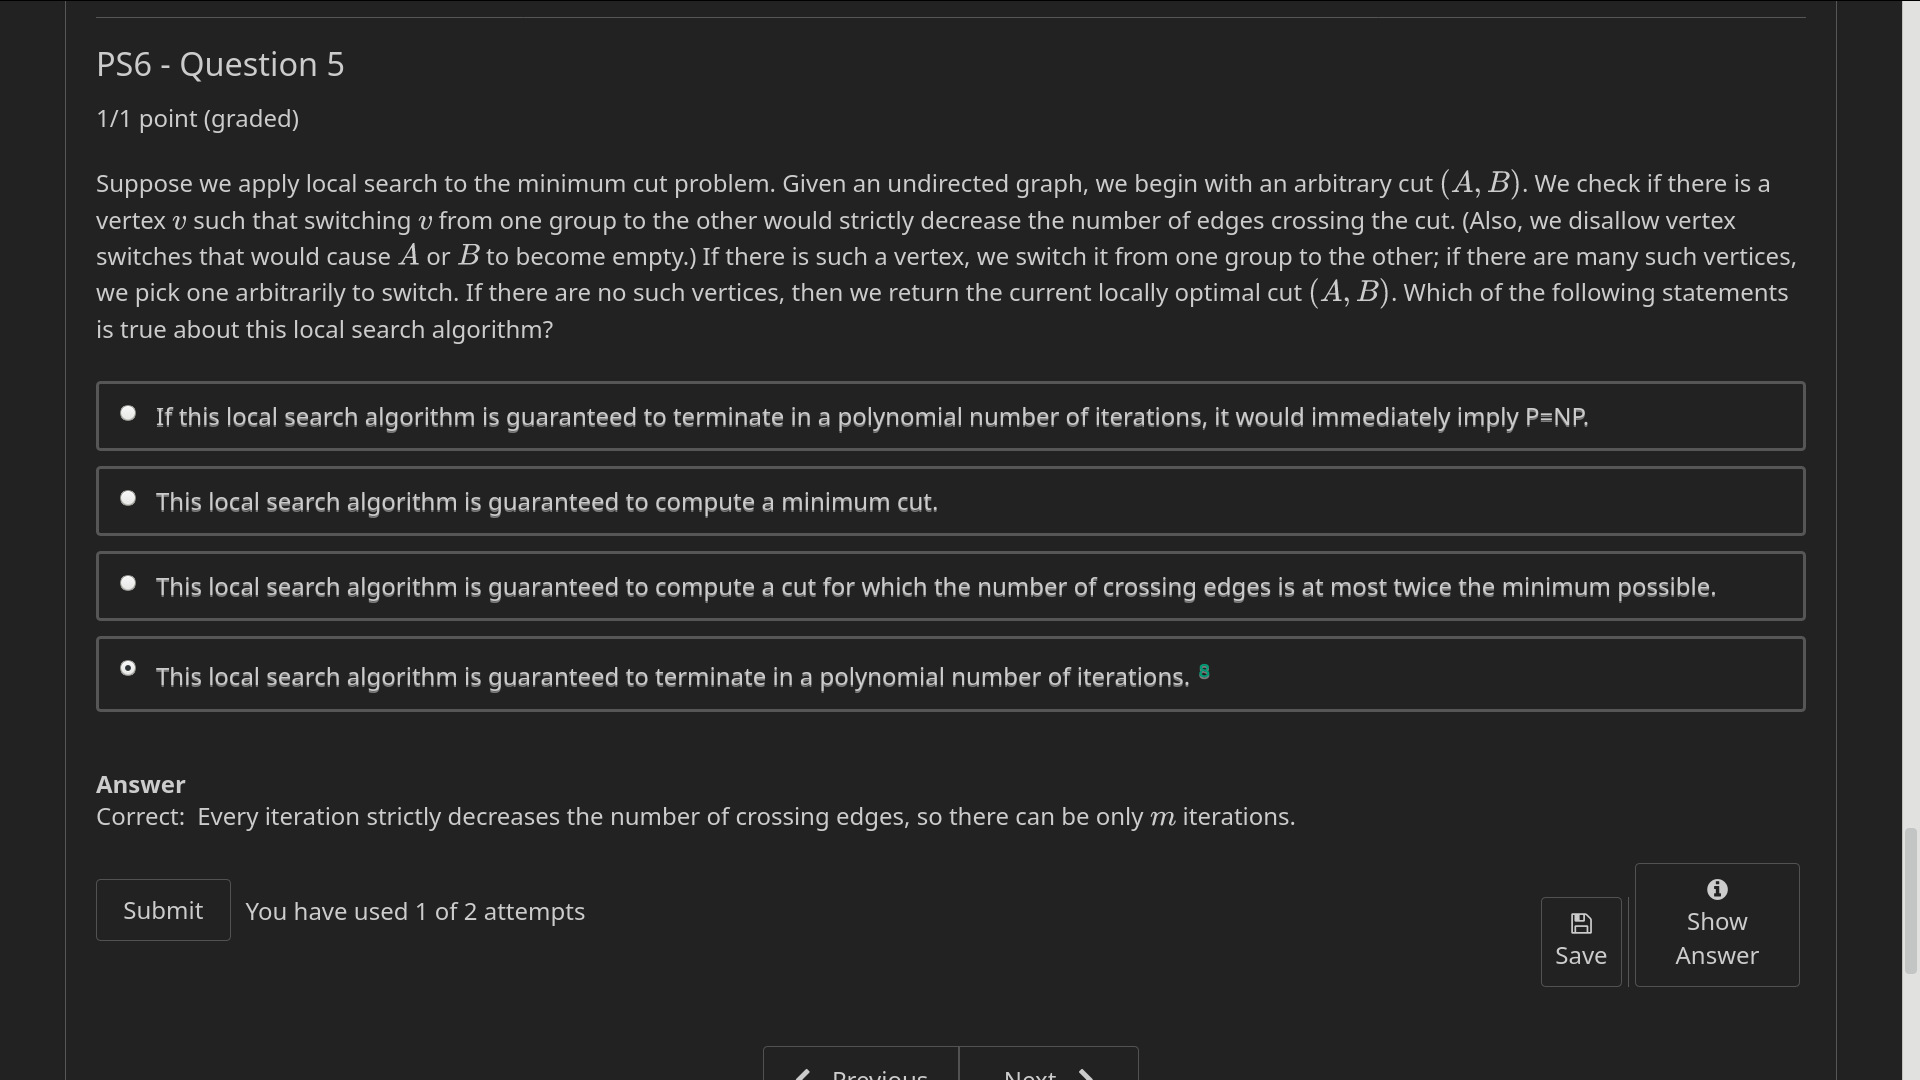 PS6 - Question 5
1/1 point (graded)
Suppose we apply local search to the minimum cut problem. Given an undirected graph, we begin with an arbitrary cut (A, B). We check if there is a
vertex v such that switching v from one group to the other would strictly decrease the number of edges crossing the cut. (Also, we disallow vertex
switches that would cause A or B to become empty.) If there is such a vertex, we switch it from one group to the other; if there are many such vertices,
we pick one arbitrarily to switch. If there are no such vertices, then we return the current locally optimal cut (A, B). Which of the following statements
is true about this local search algorithm?
If this local search algorithm is guaranteed to terminate in a polynomial number of iterations, it would immediately imply P=NP.
This local search algorithm is guaranteed to compute a minimum cut.
This local search algorithm is guaranteed to compute a cut for which the number of crossing edges is at most twice the minimum possible.
This local search algorithm is guaranteed to terminate in a polynomial number of iterations.
Answer
Correct: Every iteration strictly decreases the number of crossing edges, so there can be only m iterations.
Submit You have used 1 of 2 attempts
Save
Show
Answer
Previous Next